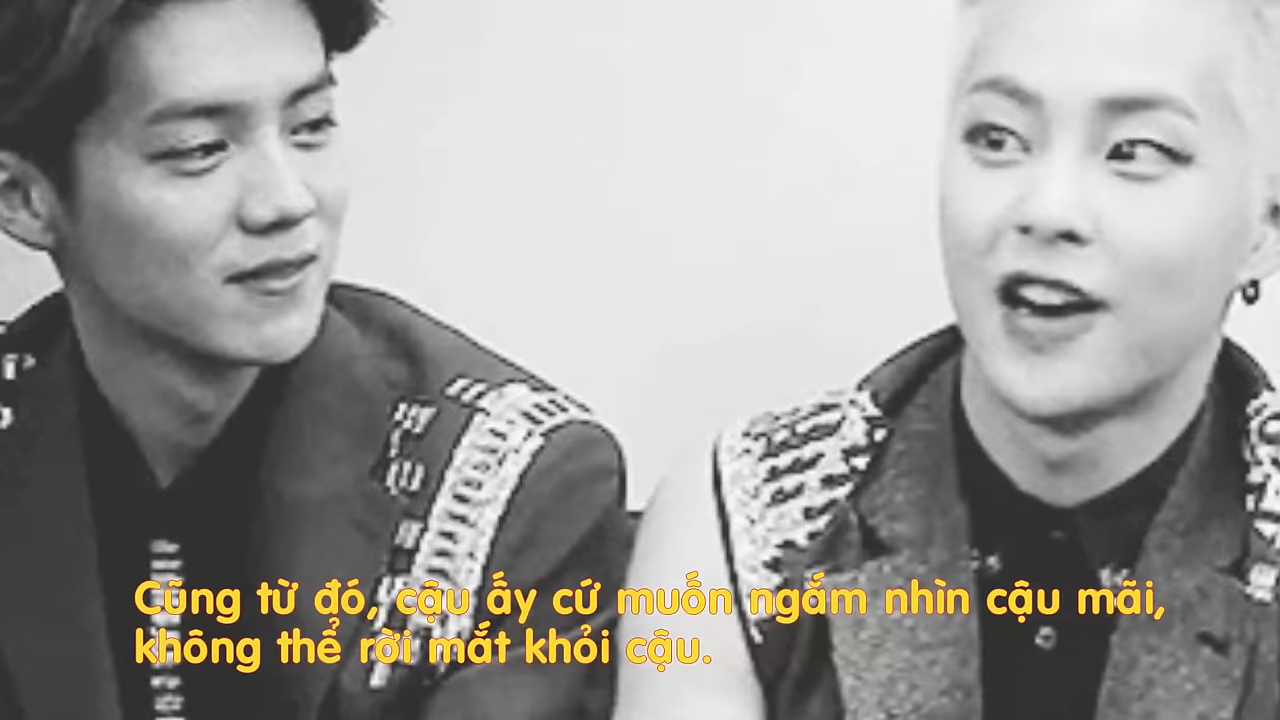 Cũng từ đó, cậu ấy cứ muốn ngắm nhìn cậu mãi,
không thể rời mắt khỏi cậu.